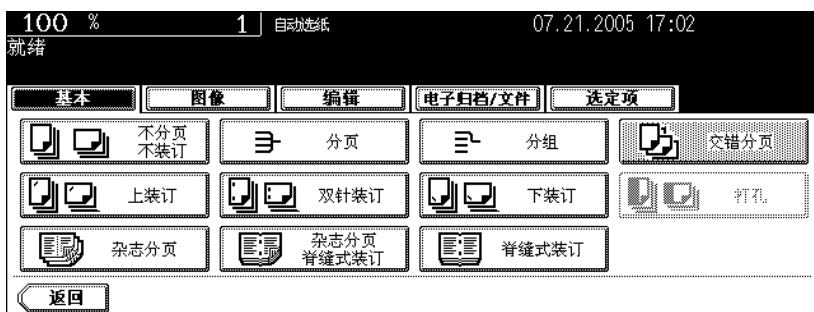 100 % 1 自动选纸 07.21.2005 17:02
就绪
基本 图像 编辑 电子归档/文件 选定项
不分页 不装订 分页 分组 交错分页
上装订 双针装订 下装订 打孔
杂志分页 杂志分页 脊缝式装订 脊缝式装订
返回